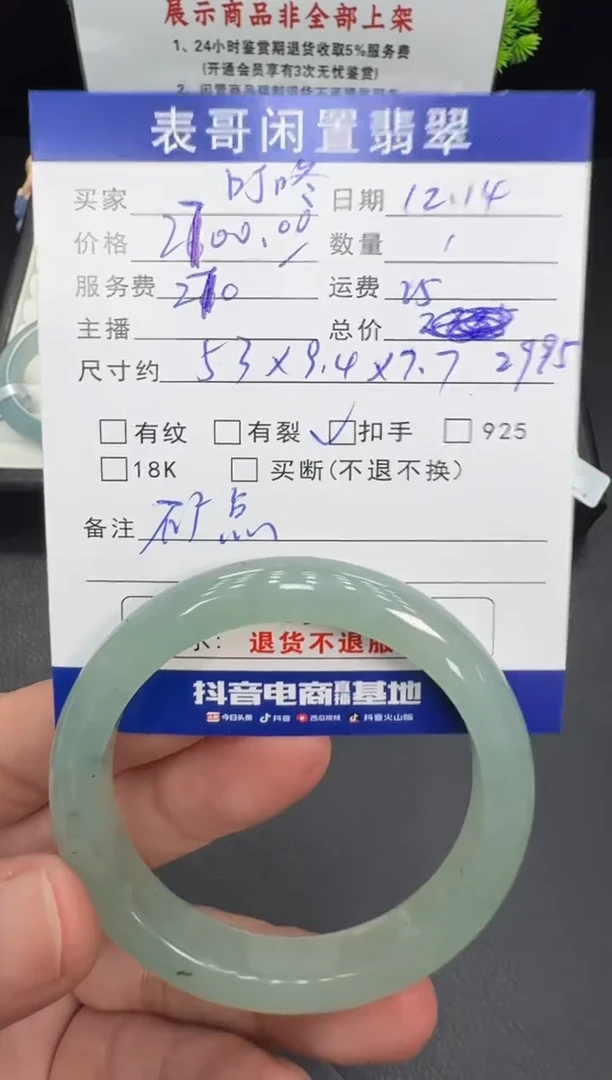 展示商品非全部上架
1、24小时鉴赏期退货收取5%服务费
(开通会员享有3次无忧鉴赏)
表哥闲置翡翠
买家 叮咚 日期 12.14
价格 2700.00 数量 1
服务费 270 运费 25
主播 总价
尺寸约 53×9.4×7.7 2995
有纹 有裂 扣手 925
18K 买断(不退不换)
备注 矿点
退货不退服
抖音电商直播基地
今日头条 抖音 西瓜视频 抖音火山版